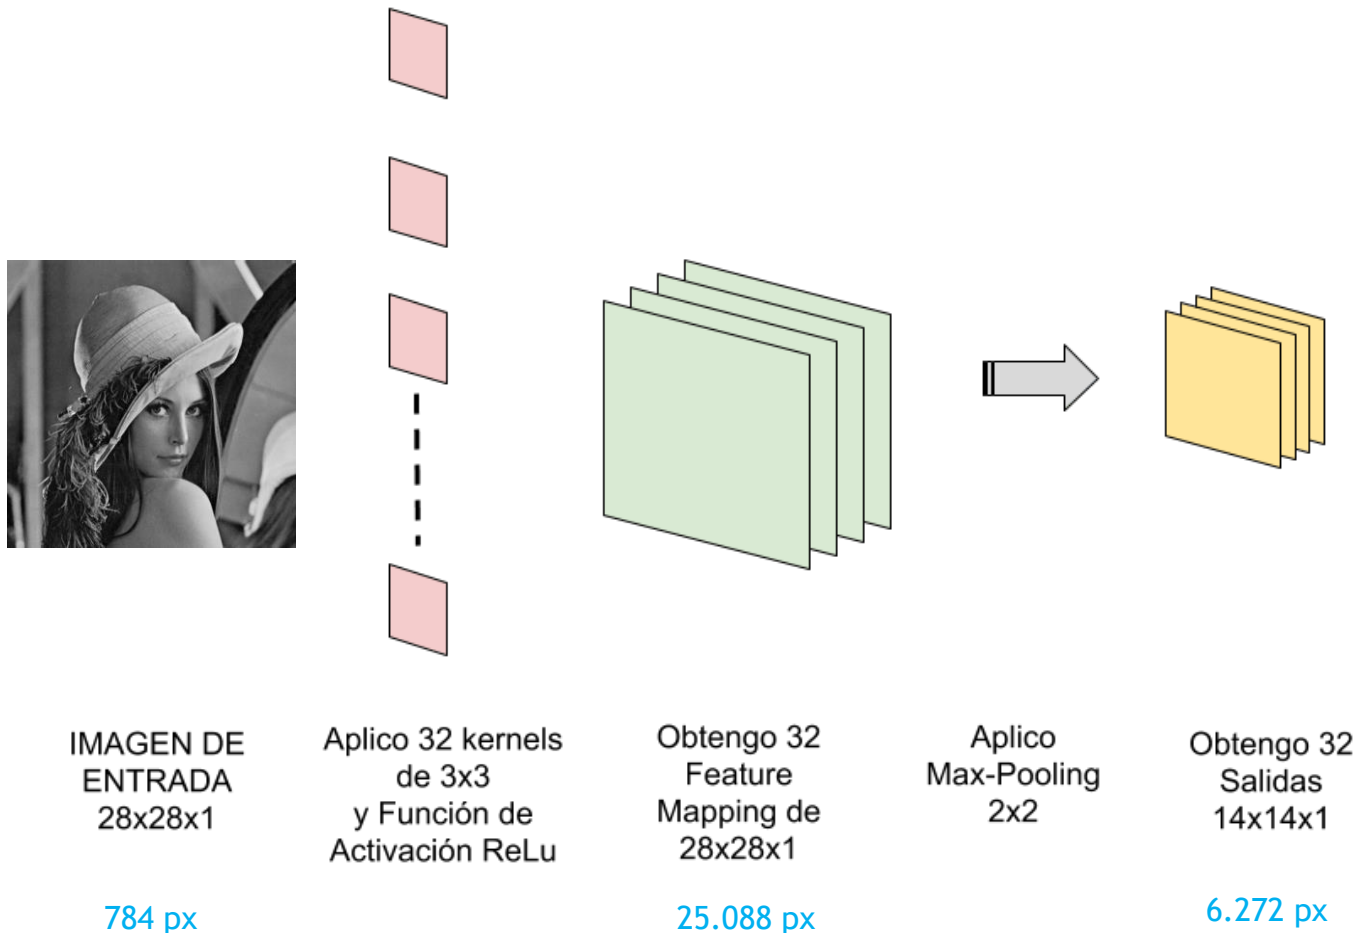 IMAGEN DE
ENTRADA
28x28x1
Aplico 32 kernels
de 3x3
y Función de
Activación ReLu
Obtengo 32
Feature
Mapping de
28x28x1
Aplico
Max-Pooling
2x2
Obtengo 32
Salidas
14x14x1
784 px
25.088 px
6.272 px